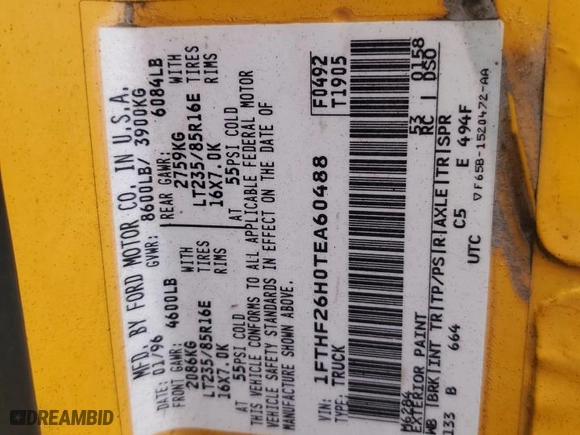 MFD. BY FORD MOTOR CO. IN U.S.A.
DATE: 01/96 GVWR: 8600LB/ 3900KG
FRONT GAWR: 4600LB REAR GAWR: 6084LB
2086KG WITH 2759KG WITH
LT235/85R16E TIRES LT235/85R16E TIRES
16X7.0K RIMS 16X7.0K RIMS
AT 55PSI COLD AT 55PSI COLD
THIS VEHICLE CONFORMS TO ALL APPLICABLE FEDERAL MOTOR
VEHICLE SAFETY STANDARDS IN EFFECT ON THE DATE OF
MANUFACTURE SHOWN ABOVE.
F0492
VIN: 1FTHF26H0TEA60488 T1905
TYPE: TRUCK
M6284 0158
EXTERIOR PAINT 53 RC DSO
WB BRK INT TR TP/PS R AXLE TR SPR
133 B 664 C5 E 494F
UTC ▽F65B-1520472-AA
DREAMBID